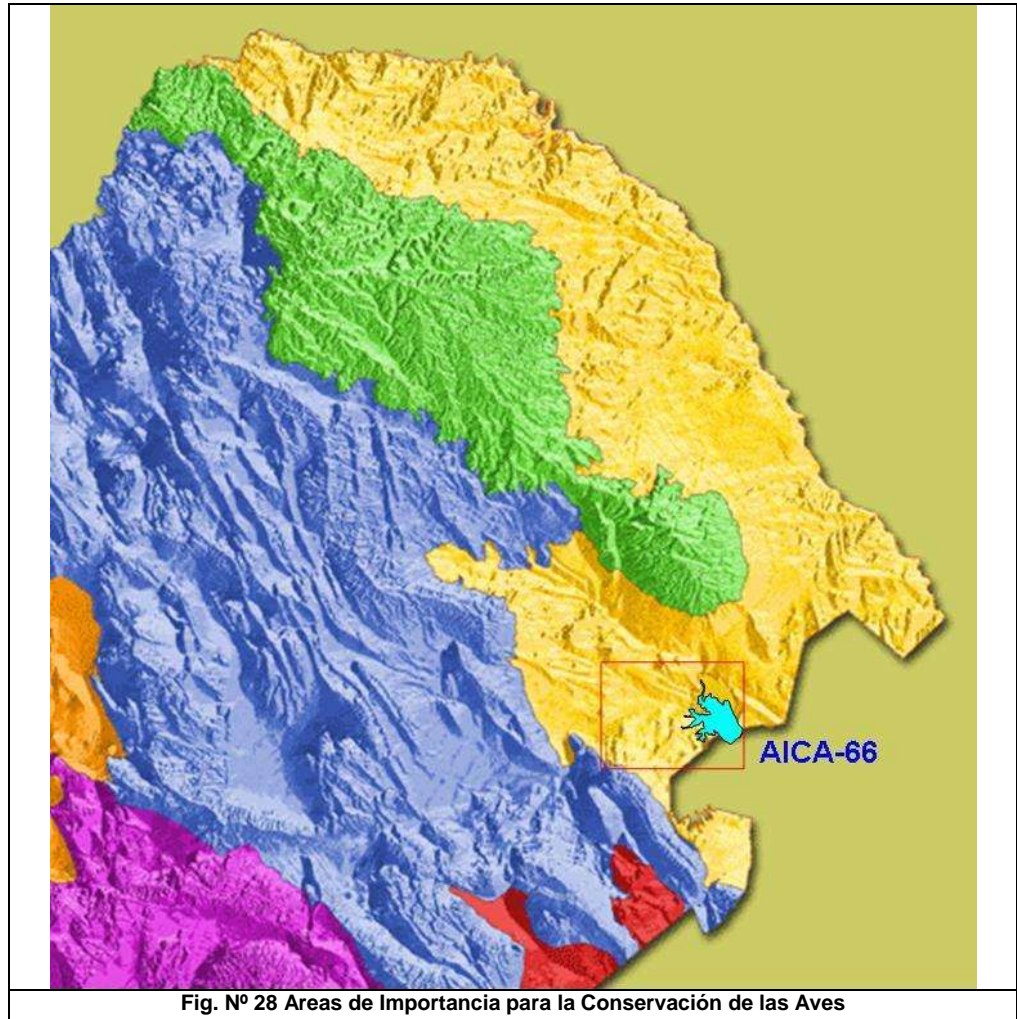 AICA-66
Fig. Nº 28 Areas de Importancia para la Conservación de las Aves